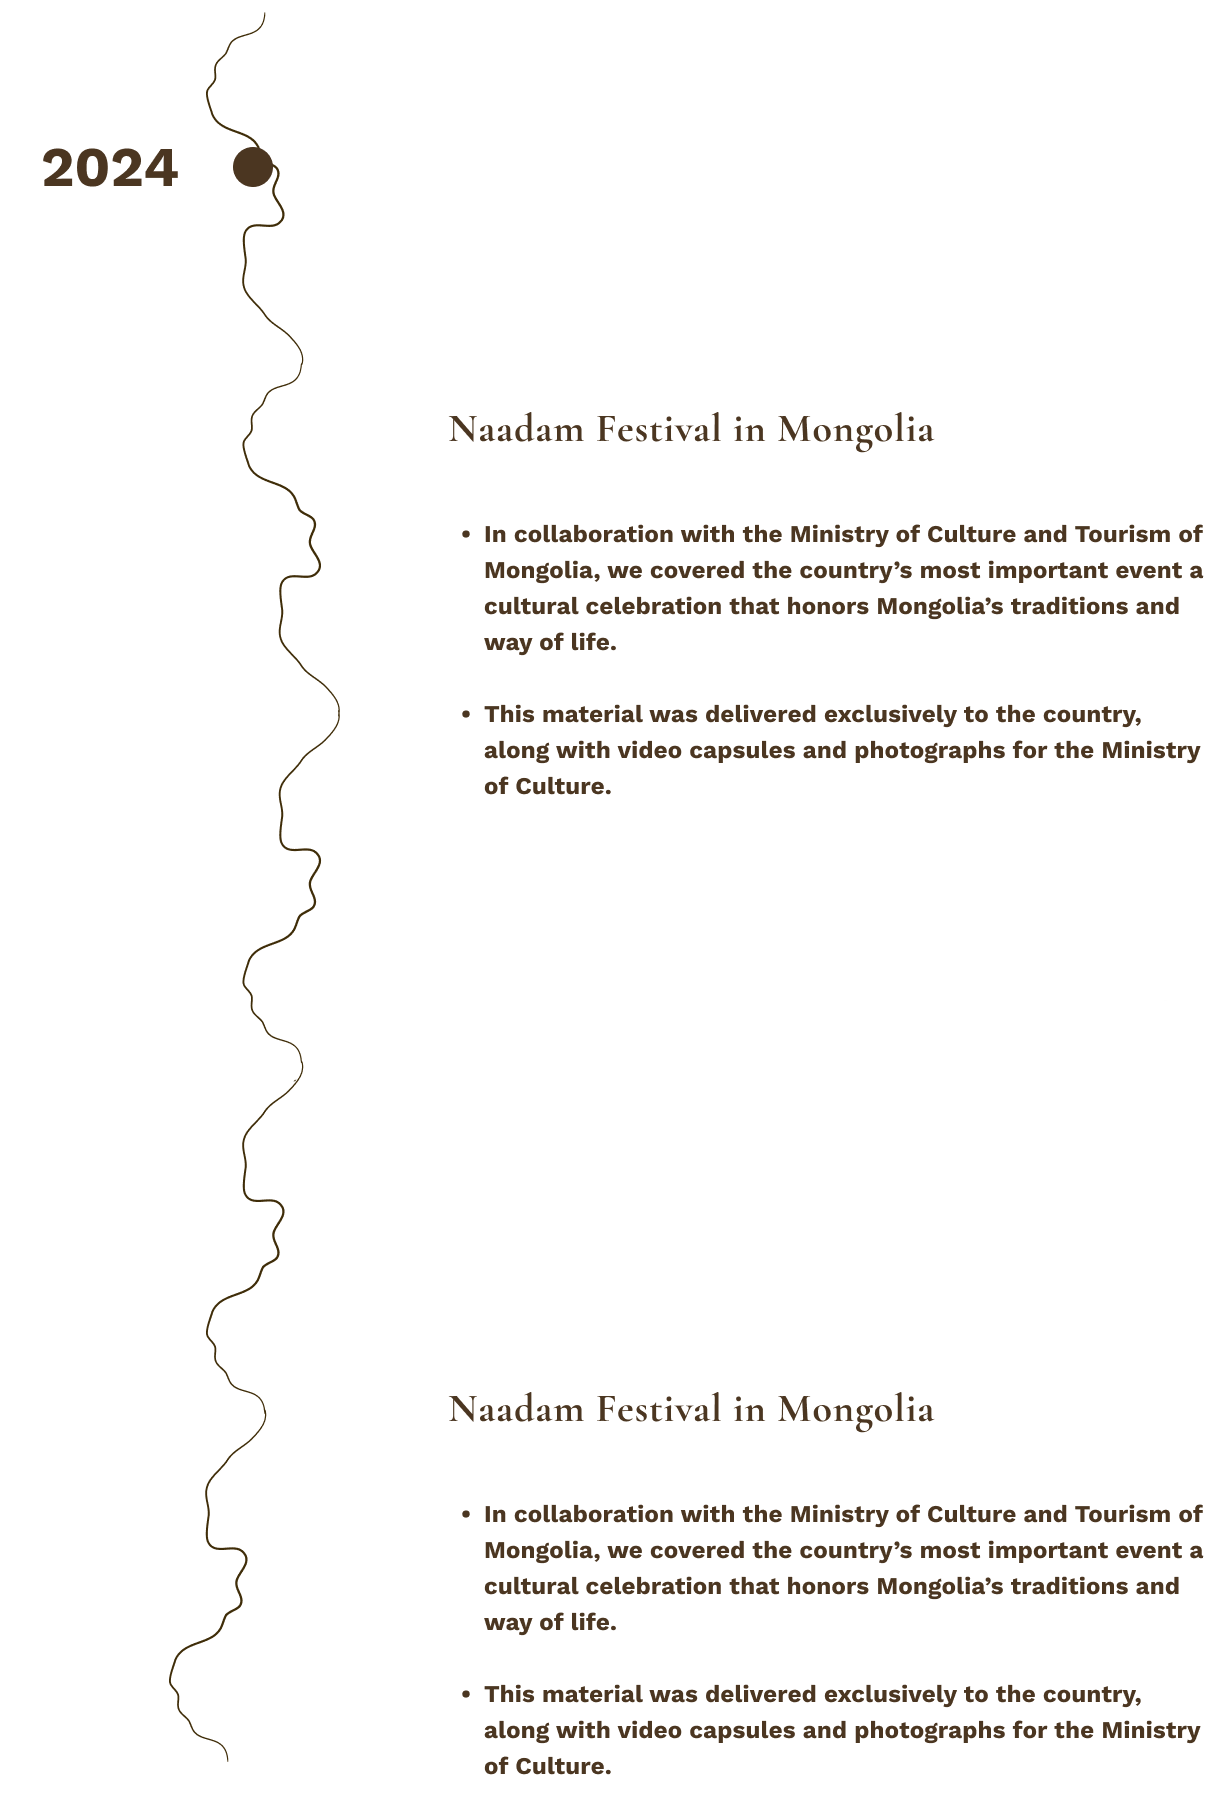 2024
Naadam Festival in Mongolia
• In collaboration with the Ministry of Culture and Tourism of
Mongolia, we covered the country’s most important event a
cultural celebration that honors Mongolia’s traditions and
way of life.
• This material was delivered exclusively to the country,
along with video capsules and photographs for the Ministry
of Culture.
Naadam Festival in Mongolia
• In collaboration with the Ministry of Culture and Tourism of
Mongolia, we covered the country’s most important event a
cultural celebration that honors Mongolia’s traditions and
way of life.
• This material was delivered exclusively to the country,
along with video capsules and photographs for the Ministry
of Culture.